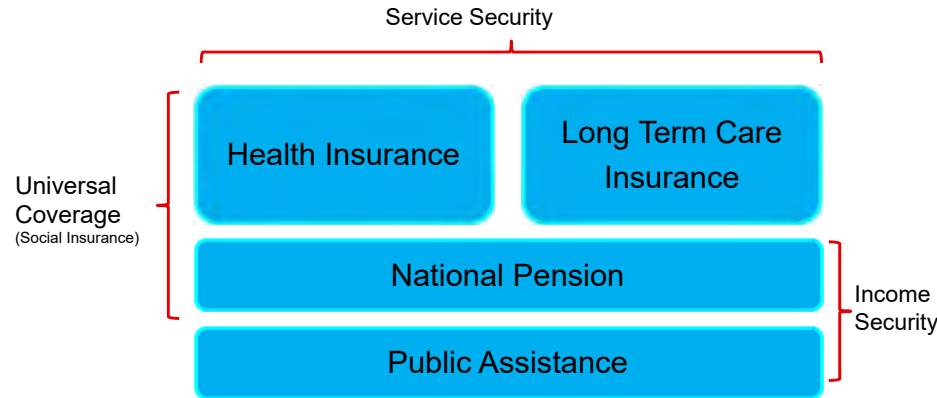 Service Security
Health Insurance
Long Term Care
Insurance
Universal
Coverage
(Social Insurance)
National Pension
Income
Security
Public Assistance